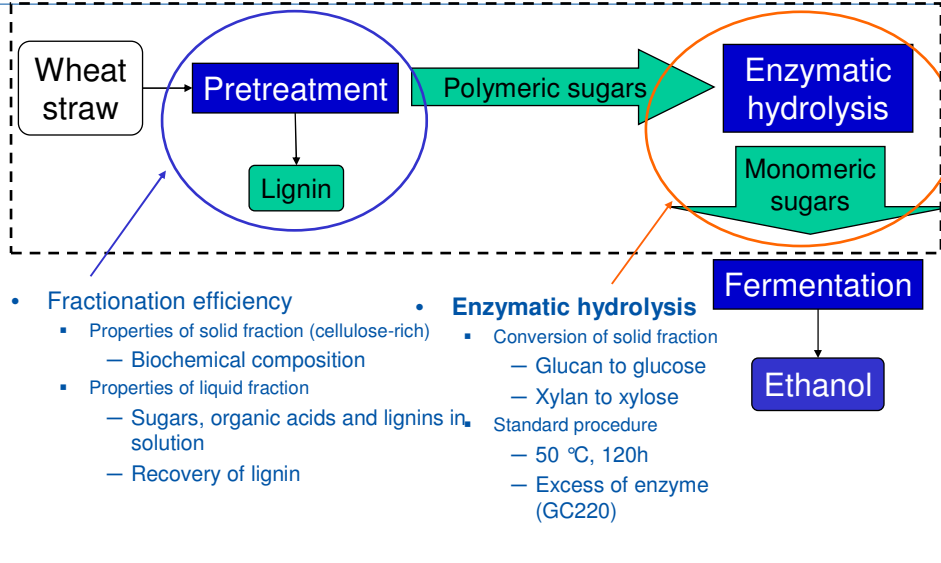 Wheat
straw
Pretreatment
Lignin
Polymeric sugars
Enzymatic
hydrolysis
Monomeric
sugars
Fermentation
Ethanol
• Fractionation efficiency
▪ Properties of solid fraction (cellulose-rich)
— Biochemical composition
▪ Properties of liquid fraction
— Sugars, organic acids and lignins in
solution
— Recovery of lignin
• Enzymatic hydrolysis
▪ Conversion of solid fraction
— Glucan to glucose
— Xylan to xylose
▪ Standard procedure
— 50 °C, 120h
— Excess of enzyme
(GC220)